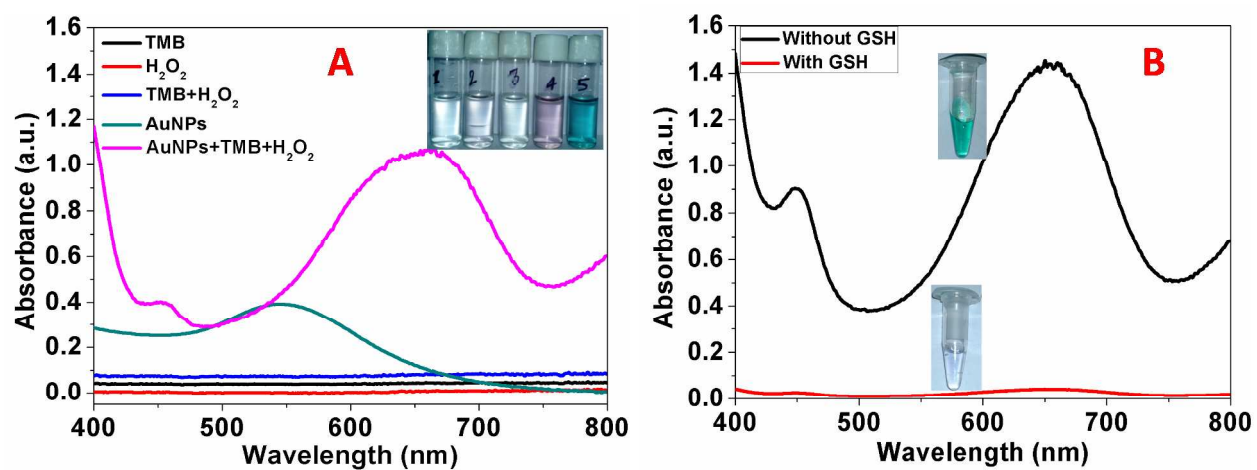 A
TMB
H₂O₂
TMB+H₂O₂
AuNPs
AuNPs+TMB+H₂O₂
1 2 3 4 5
1.6
1.4
1.2
1.0
0.8
0.6
0.4
0.2
0.0
Absorbance (a.u.)
400 500 600 700 800
Wavelength (nm)
B
Without GSH
With GSH
1.6
1.4
1.2
1.0
0.8
0.6
0.4
0.2
0.0
Absorbance (a.u.)
400 500 600 700 800
Wavelength (nm)